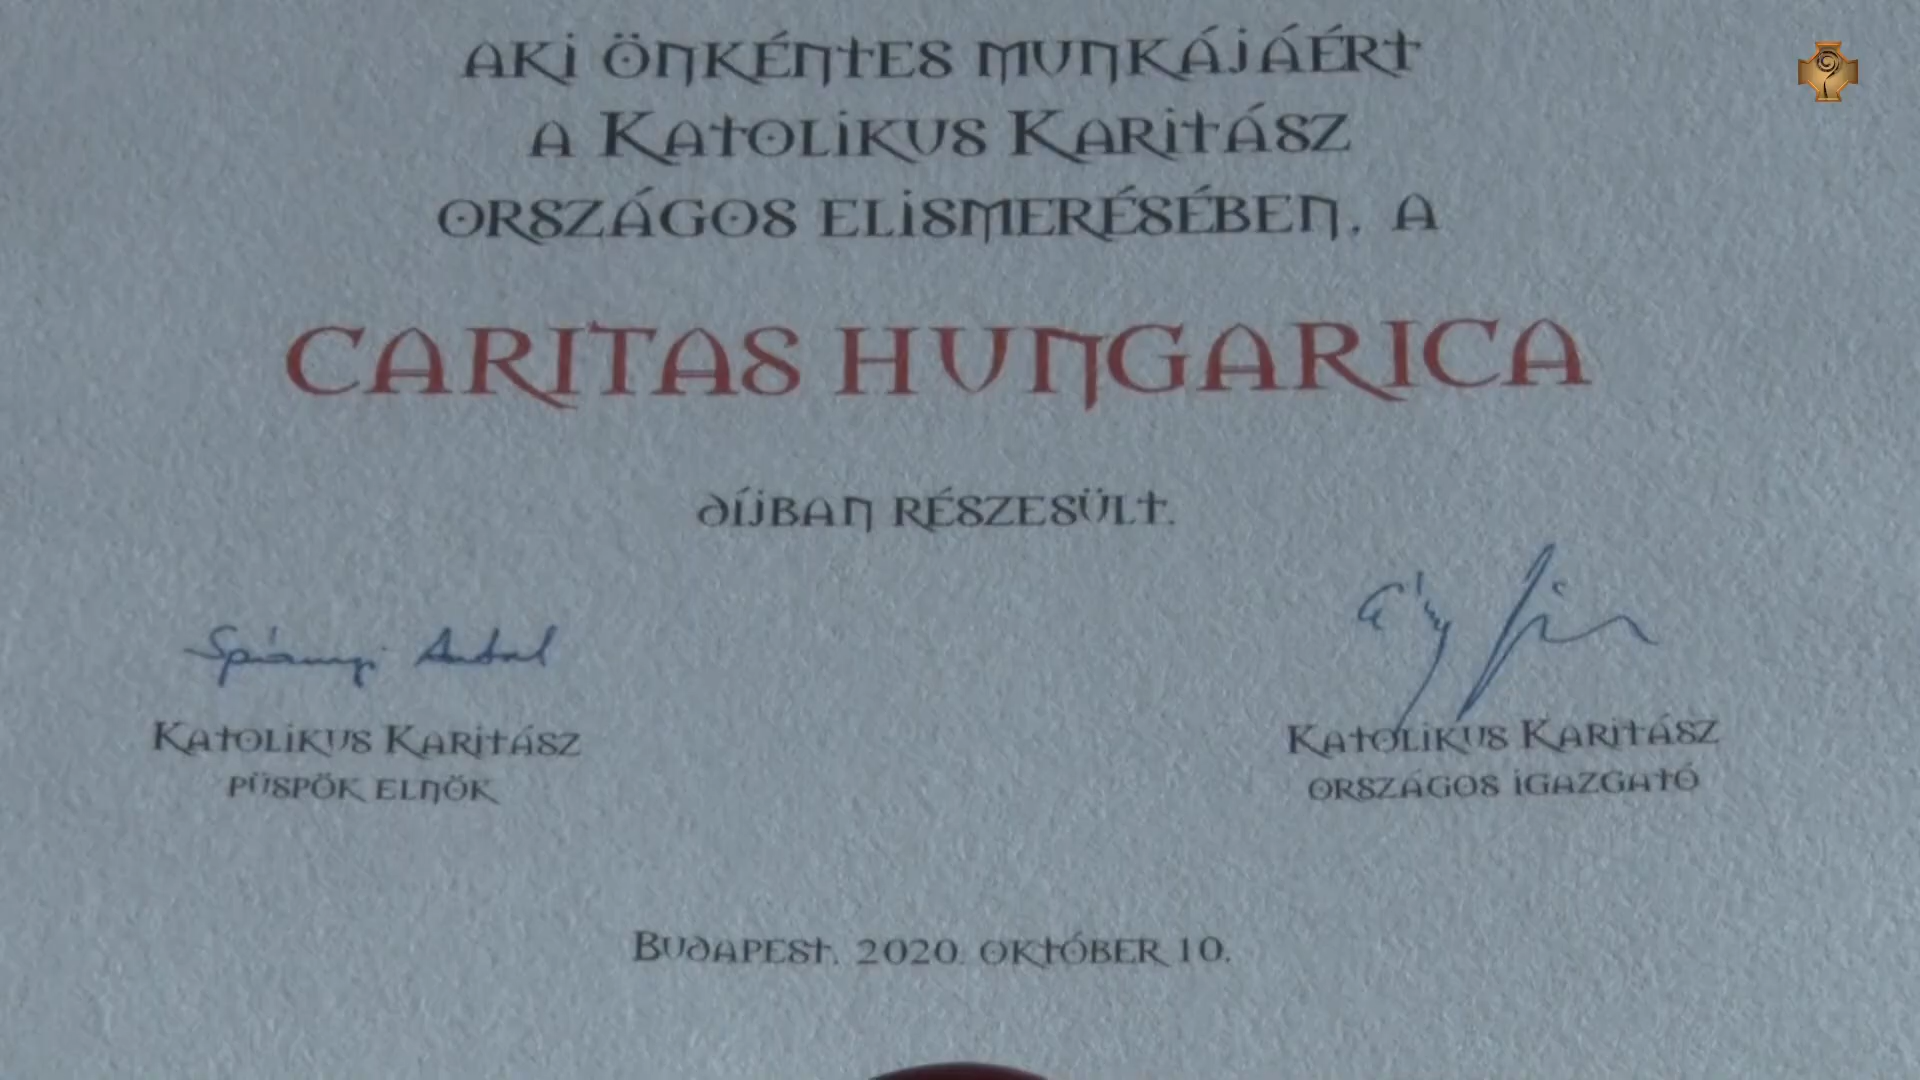 AKI ÖNKÉNTES MUNKÁJÁÉRT
A KATOLIKUS KARITÁSZ
ORSZÁGOS ELISMERÉSÉBEN, A
CARITAS HUNGARICA
DÍJBAN RÉSZESÜLT.
Spányi Antal
KATOLIKUS KARITÁSZ
PÜSPÖK ELNÖK
KATOLIKUS KARITÁSZ
ORSZÁGOS IGAZGATÓ
BUDAPEST, 2020. OKTÓBER 10.